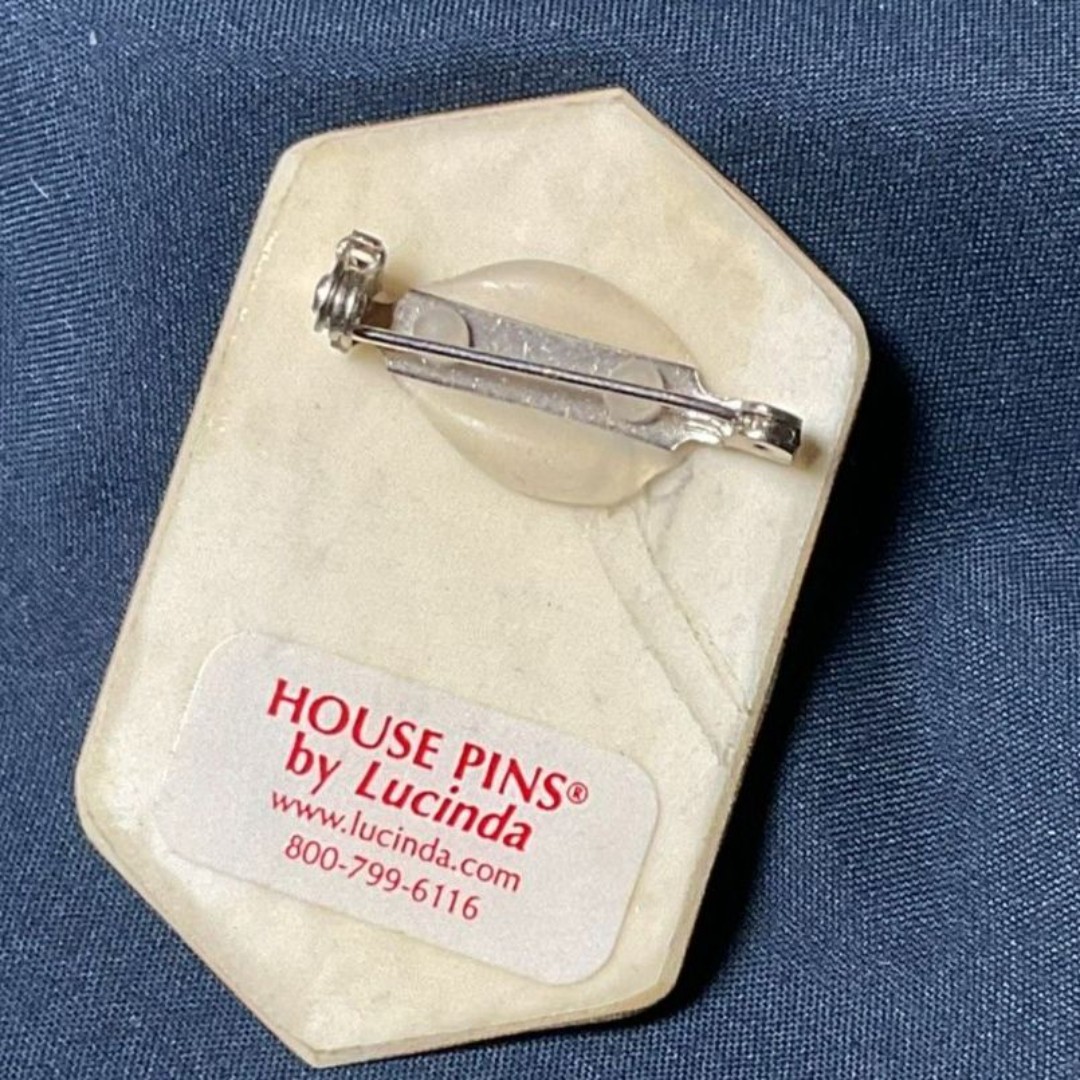 HOUSE PINS®
by Lucinda
www.lucinda.com
800-799-6116